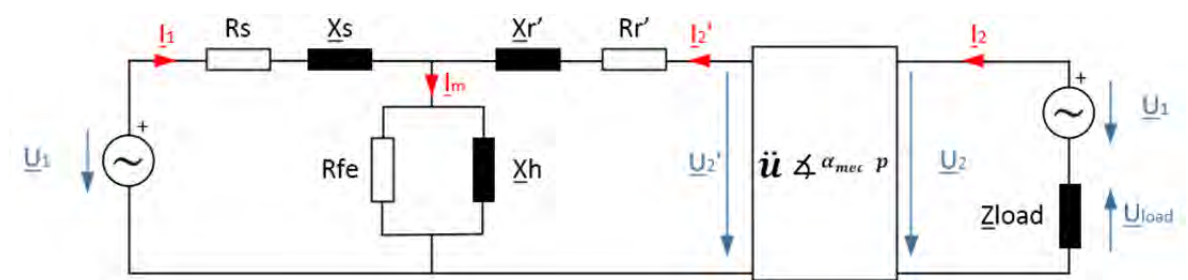 I1 Rs Xs Xr’ Rr’ I2' I2
Im
+ +
U1 ~ Rfe Xh U2' ü ∡ αmec p U2 ~ U1
Zload Uload